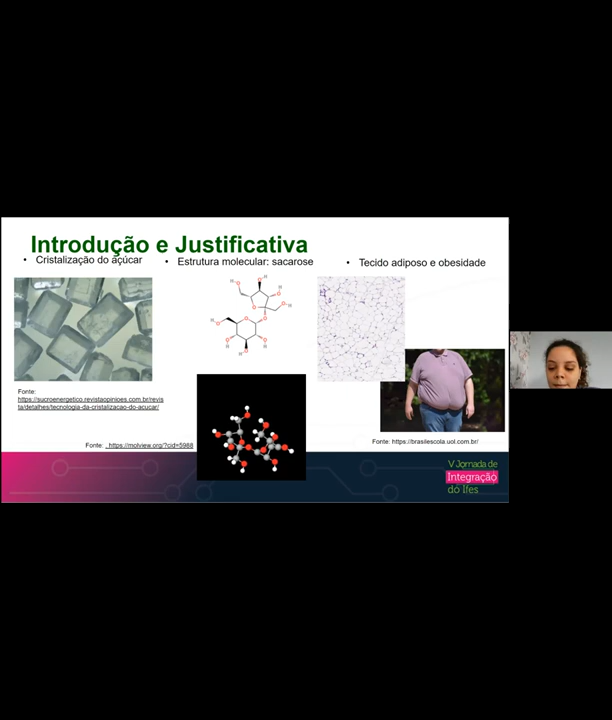 Introdução e Justificativa
• Cristalização do açúcar
• Estrutura molecular: sacarose
• Tecido adiposo e obesidade
Fonte:
https://sucroenergetico.revistaopinioes.com.br/revis
ta/detalhes/tecnologia-da-cristalizacao-do-acucar/
Fonte: https://molview.org/?cid=5988
Fonte: https://brasilescola.uol.com.br/
V Jornada de
Integração
do Ifes